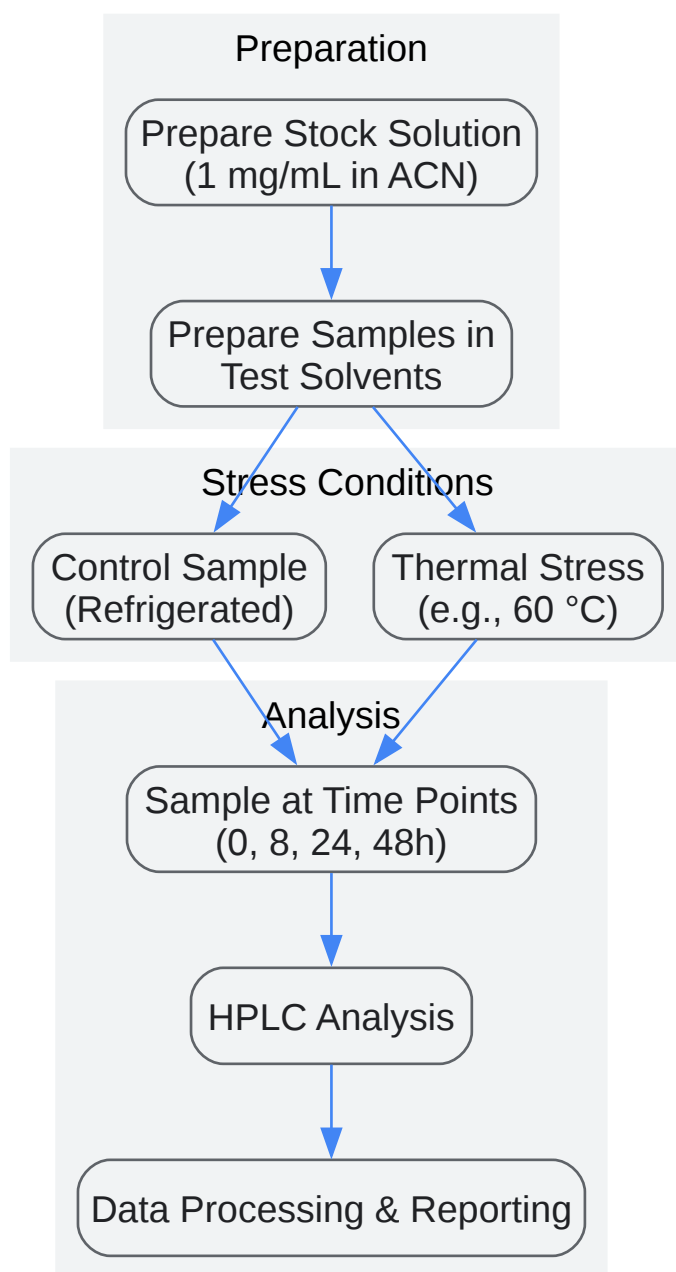 Preparation
Prepare Stock Solution
(1 mg/mL in ACN)
Prepare Samples in
Test Solvents
Stress Conditions
Control Sample
(Refrigerated)
Thermal Stress
(e.g., 60 °C)
Analysis
Sample at Time Points
(0, 8, 24, 48h)
HPLC Analysis
Data Processing & Reporting